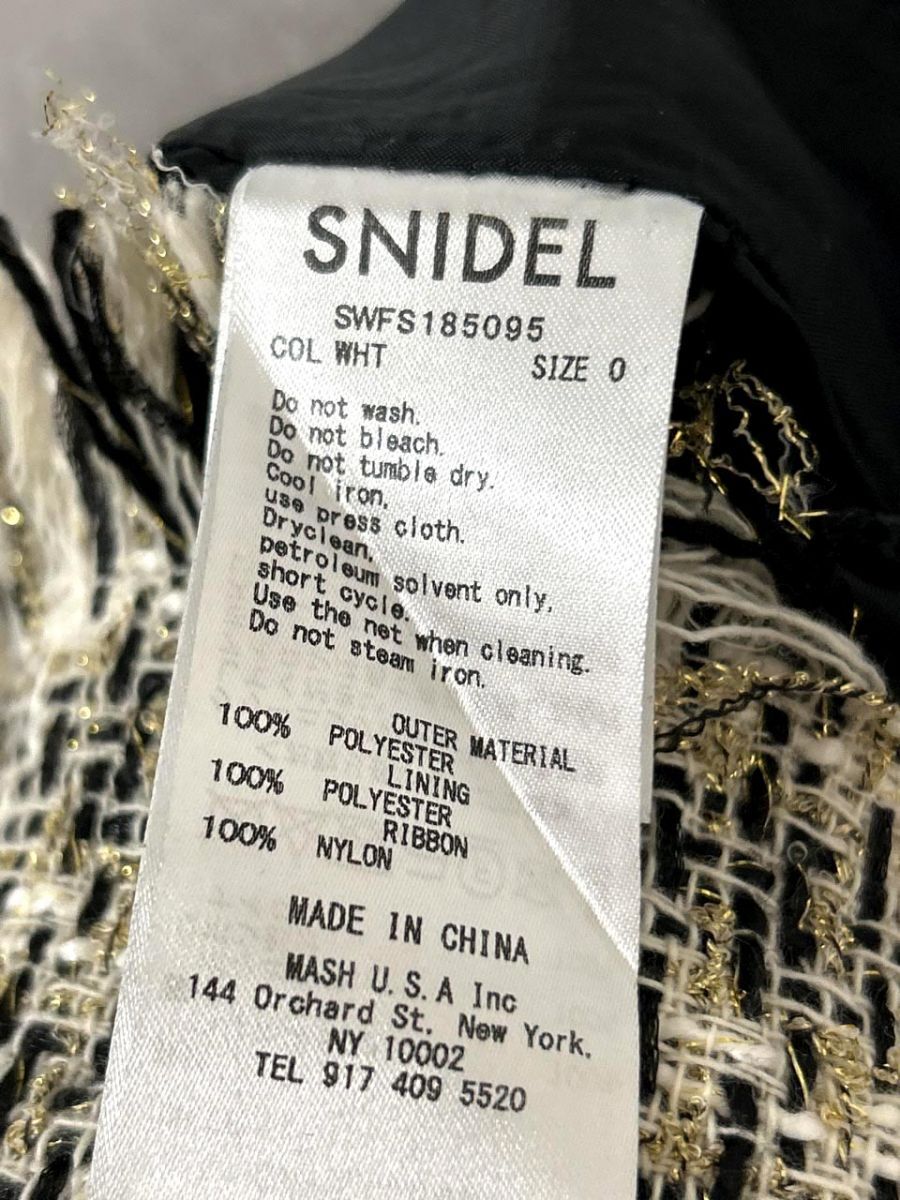 SNIDEL
SWFS185095
COL WHT SIZE 0
Do not wash.
Do not bleach.
Do not tumble dry.
Cool iron,
use press cloth.
Dryclean,
petroleum solvent only,
short cycle.
Use the net when cleaning.
Do not steam iron.
OUTER MATERIAL
100% POLYESTER
LINING
100% POLYESTER
RIBBON
100% NYLON
MADE IN CHINA
MASH U.S.A Inc
144 Orchard St. New York.
NY 10002
TEL 917 409 5520